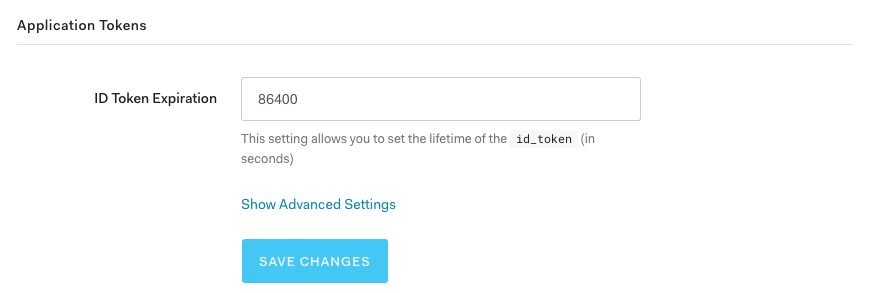 Application Tokens
ID Token Expiration
86400
This setting allows you to set the lifetime of the id_token (in
seconds)
Show Advanced Settings
SAVE CHANGES